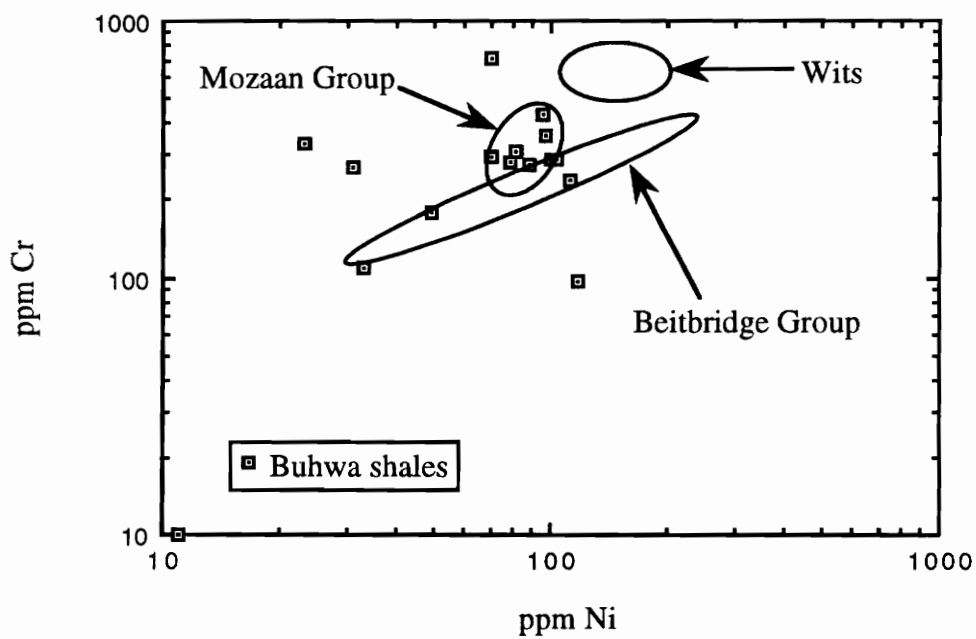 1000
Mozaan Group
Wits
ppm Cr
100
Beitbridge Group
Buhwa shales
10
10
100
1000
ppm Ni